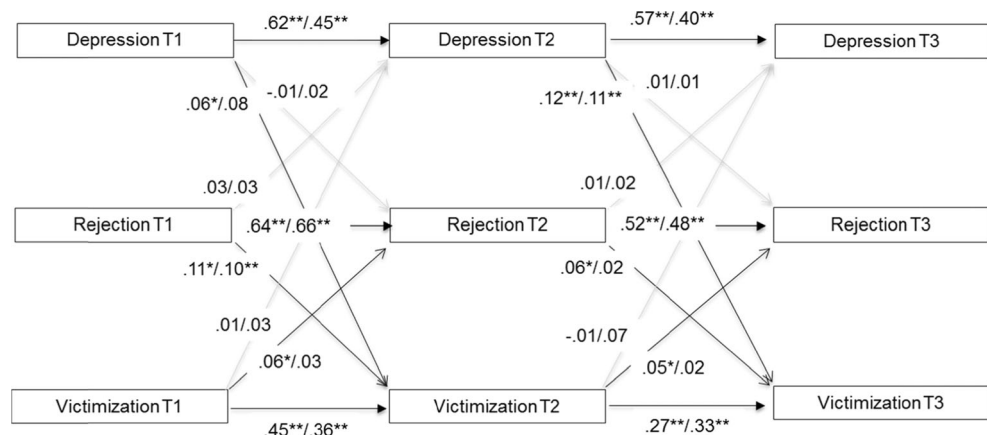 .62**/.45**
.57**/.40**
Depression T1
Depression T2
Depression T3
.06*/.08
-.01/.02
.12**/.11**
.01/.01
.03/.03
.01/.02
Rejection T1
.64**/.66**
Rejection T2
.52**/.48**
Rejection T3
.11*/.10**
.06*/.02
.01/.03
-.01/.07
.06*/.03
.05*/.02
Victimization T1
Victimization T2
Victimization T3
.45**/.36**
.27**/.33**